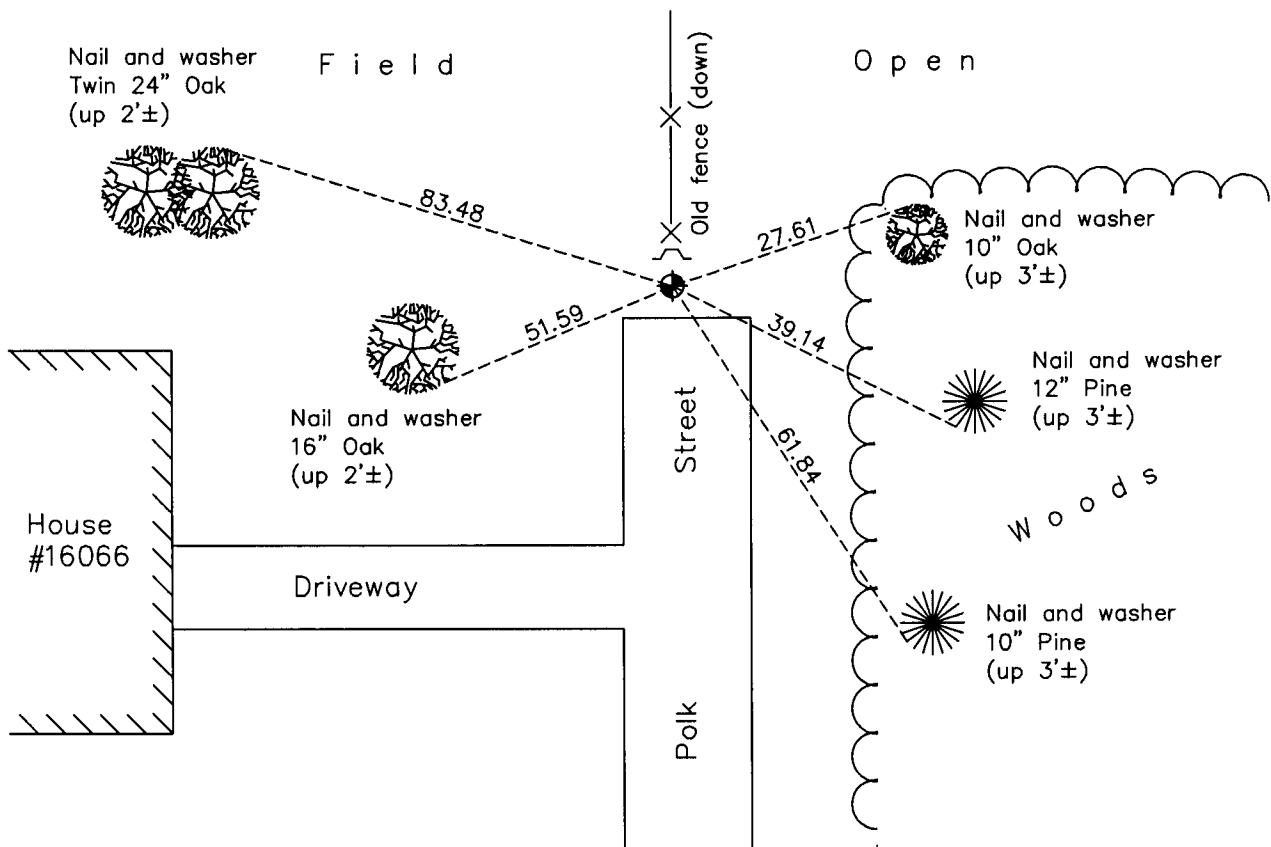 Nail and washer
Twin 24" Oak
(up 2'±)
Field
Open
Old fence (down)
83.48
27.61
Nail and washer
10" Oak
(up 3'±)
51.59
39.14
Nail and washer
12" Pine
(up 3'±)
Nail and washer
16" Oak
(up 2'±)
Street
61.84
Woods
House
#16066
Driveway
Nail and washer
10" Pine
(up 3'±)
Polk